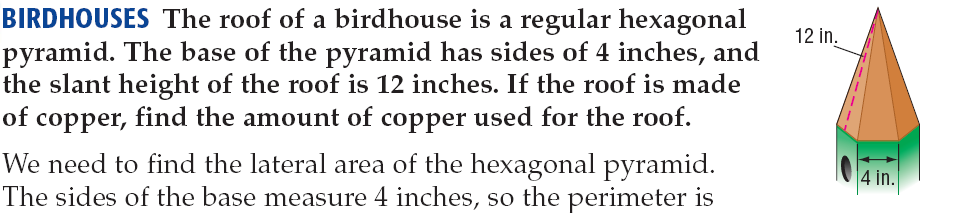 BIRDHOUSES The roof of a birdhouse is a regular hexagonal
pyramid. The base of the pyramid has sides of 4 inches, and
the slant height of the roof is 12 inches. If the roof is made
of copper, find the amount of copper used for the roof.
We need to find the lateral area of the hexagonal pyramid.
The sides of the base measure 4 inches, so the perimeter is
12 in.
4 in.